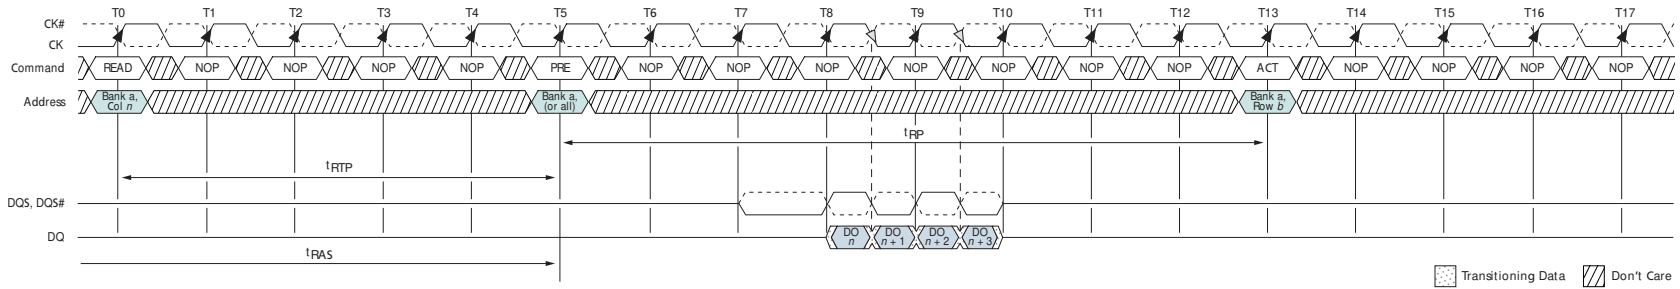 T0 T1 T2 T3 T4 T5 T6 T7 T8 T9 T10 T11 T12 T13 T14 T15 T16 T17
CK#
CK
Command READ NOP NOP NOP NOP PRE NOP NOP NOP NOP NOP NOP NOP ACT NOP NOP NOP NOP
Address Bank a, Col n Bank a, (or all) Bank a, Row b
tRP
tRTP
DQS, DQS#
DQ DO n DO n + 1 DO n + 2 DO n + 3
tRAS
Transitioning Data Don't Care